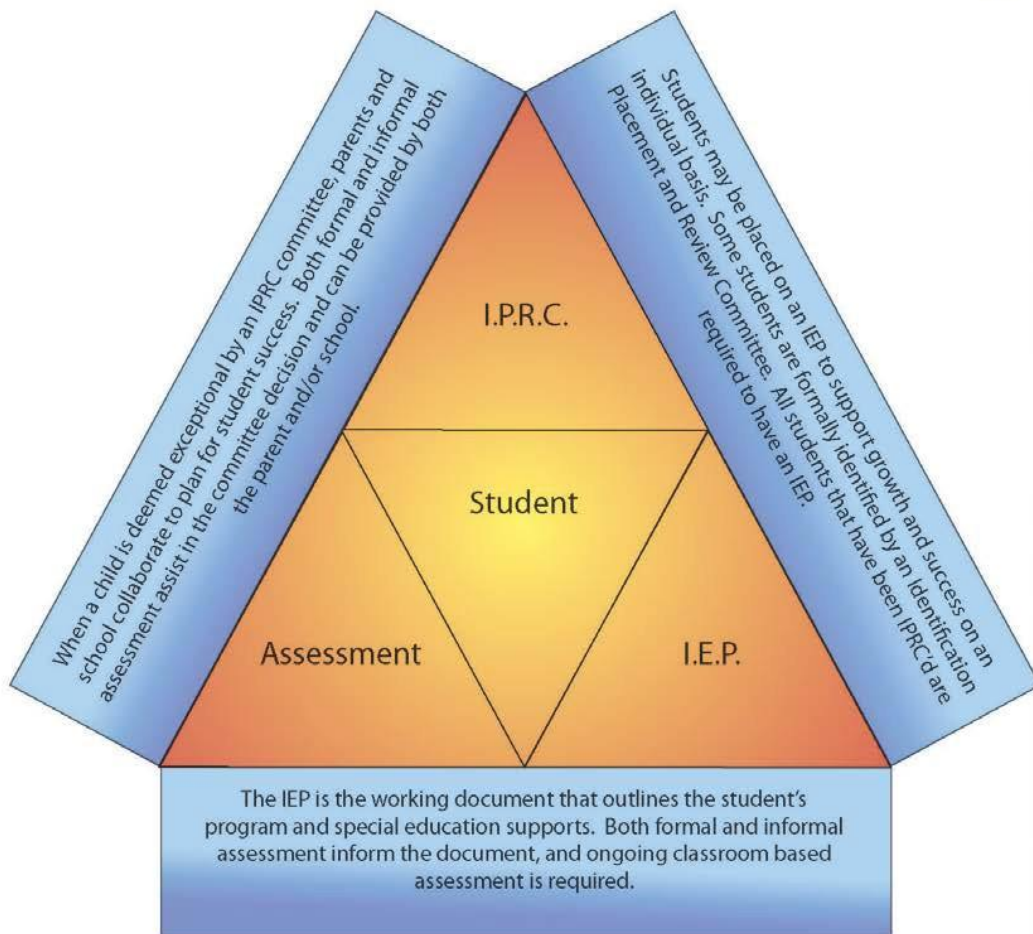 When a child is deemed exceptional by an IPRC committee, parents and
school collaborate to plan for student success.  Both formal and informal
assessment assist in the committee decision and can be provided by both
the parent and/or school.
Students may be placed on an IEP to support growth and success on an
individual basis.  Some students are formally identified by an Identification
Placement and Review Committee.  All students that have been IPRC'd are
required to have an IEP.
I.P.R.C.
Student
Assessment
I.E.P.
The IEP is the working document that outlines the student's
program and special education supports.  Both formal and informal
assessment inform the document, and ongoing classroom based
assessment is required.